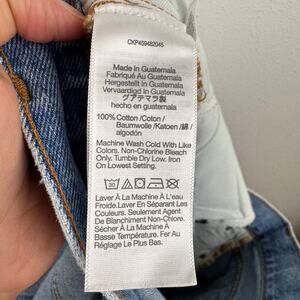 CKP459482045
Made in Guatemala
Fabriqué Au Guatemala
Hergestellt in Guatemala
Vervaardigd in Guatemala
グアテマラ製
hecho en guatemala
100% Cotton /Coton /
Baumwolle /Katoen / 綿 /
algodón
Machine Wash Cold With Like
Colors. Non-Chlorine Bleach
Only. Tumble Dry Low. Iron
On Lowest Setting.
Laver À La Machine À L'eau
Froide.Laver En Séparant Les
Couleurs. Seulement Agent
De Blanchiment Non Chloré.
Sécher À La Machine À
Basse Température. Fer Au
Réglage Le Plus Bas.